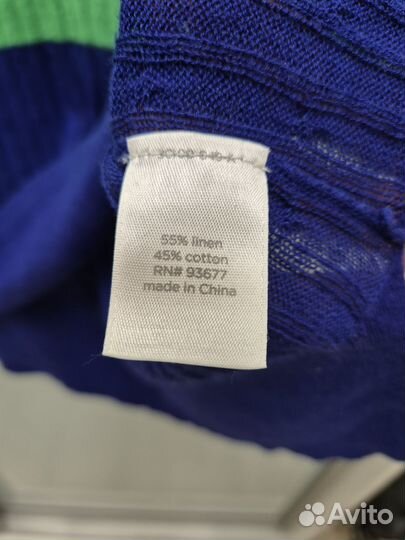 55% linen
45% cotton
RN# 93677
made in China
Avito